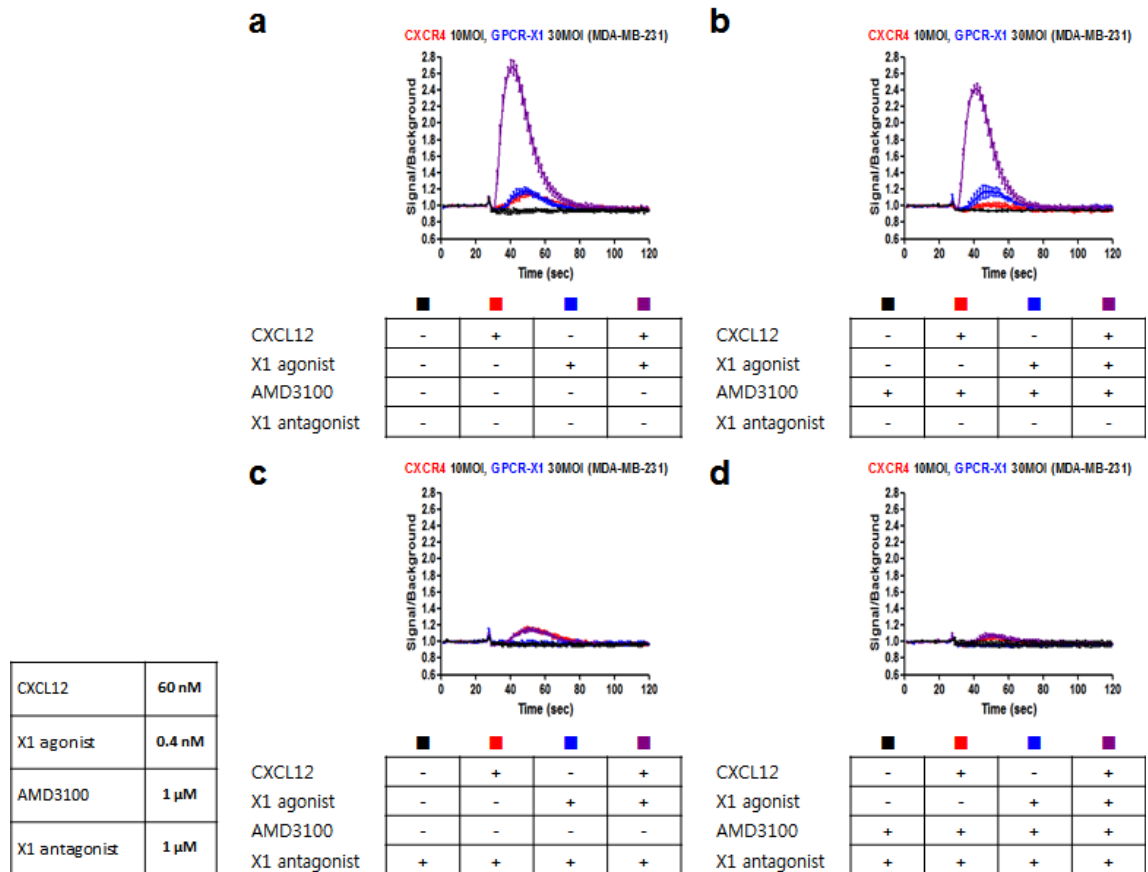 a
CXCR4 10MOI, GPCR-X1 30MOI (MDA-MB-231)
Signal/Background
2.8
2.6
2.4
2.2
2.0
1.8
1.6
1.4
1.2
1.0
0.8
0.6
0 20 40 60 80 100 120
Time (sec)
CXCL12 - + - +
X1 agonist - - + +
AMD3100 - - - -
X1 antagonist - - - -
b
CXCR4 10MOI, GPCR-X1 30MOI (MDA-MB-231)
Signal/Background
2.8
2.6
2.4
2.2
2.0
1.8
1.6
1.4
1.2
1.0
0.8
0.6
0 20 40 60 80 100 120
Time (sec)
CXCL12 - + - +
X1 agonist - - + +
AMD3100 + + + +
X1 antagonist - - - -
c
CXCR4 10MOI, GPCR-X1 30MOI (MDA-MB-231)
Signal/Background
2.8
2.6
2.4
2.2
2.0
1.8
1.6
1.4
1.2
1.0
0.8
0.6
0 20 40 60 80 100 120
Time (sec)
CXCL12 - + - +
X1 agonist - - + +
AMD3100 - - - -
X1 antagonist + + + +
d
CXCR4 10MOI, GPCR-X1 30MOI (MDA-MB-231)
Signal/Background
2.8
2.6
2.4
2.2
2.0
1.8
1.6
1.4
1.2
1.0
0.8
0.6
0 20 40 60 80 100 120
Time (sec)
CXCL12 - + - +
X1 agonist - - + +
AMD3100 + + + +
X1 antagonist + + + +
CXCL12 60 nM
X1 agonist 0.4 nM
AMD3100 1 μM
X1 antagonist 1 μM